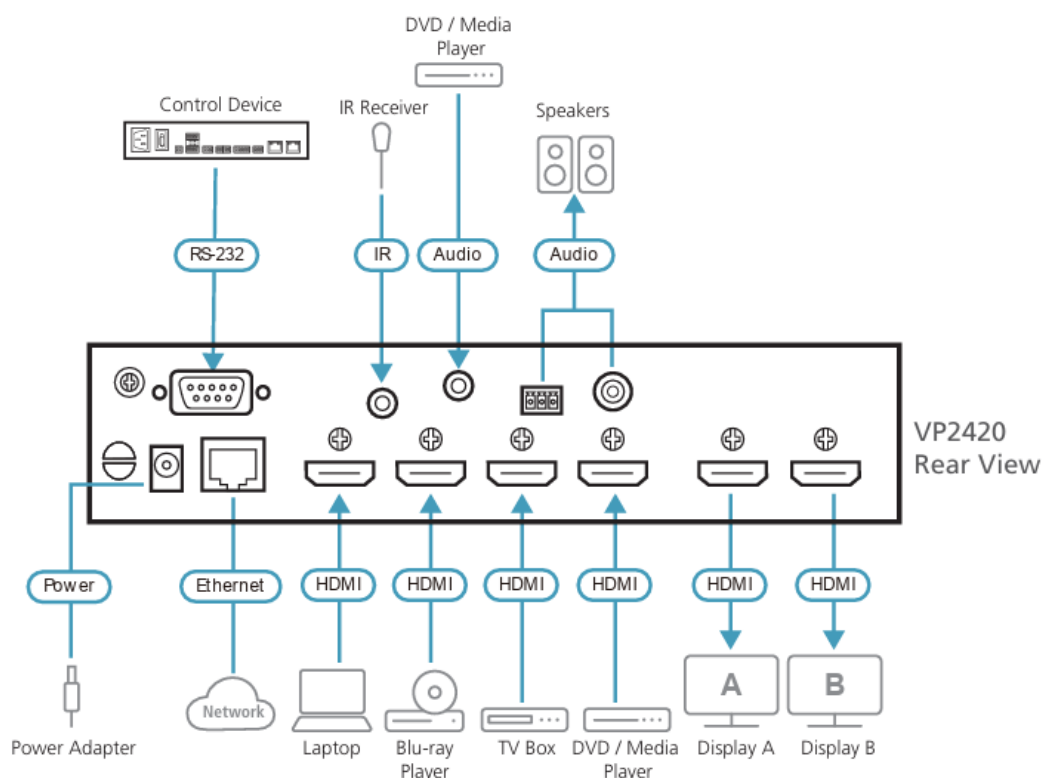 DVD / Media
Player
Control Device
IR Receiver
Speakers
RS-232
IR
Audio
Audio
VP2420
Rear View
Power
Ethernet
HDMI
HDMI
HDMI
HDMI
HDMI
HDMI
A
B
Network
Power Adapter
Laptop
Blu-ray
Player
TV Box
DVD / Media
Player
Display A
Display B